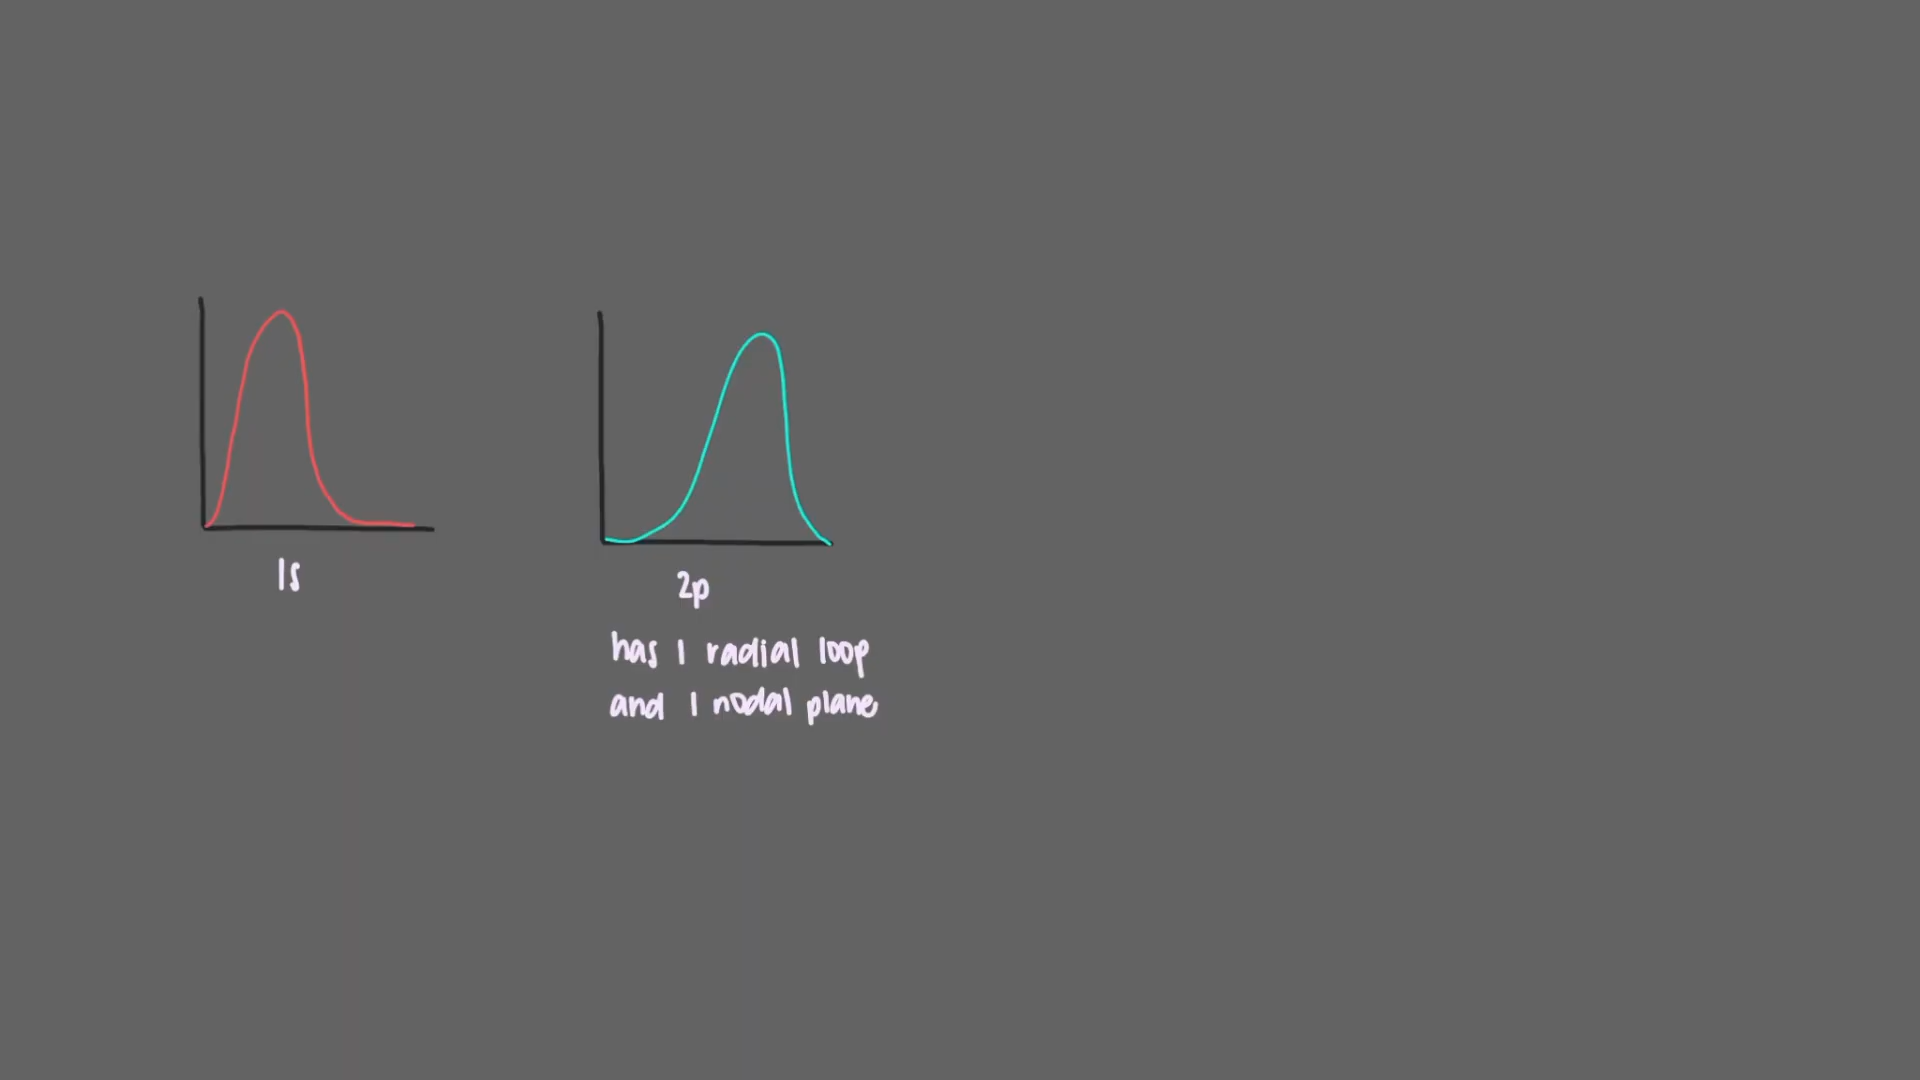 1s
2p
has 1 radial loop
and 1 nodal plane